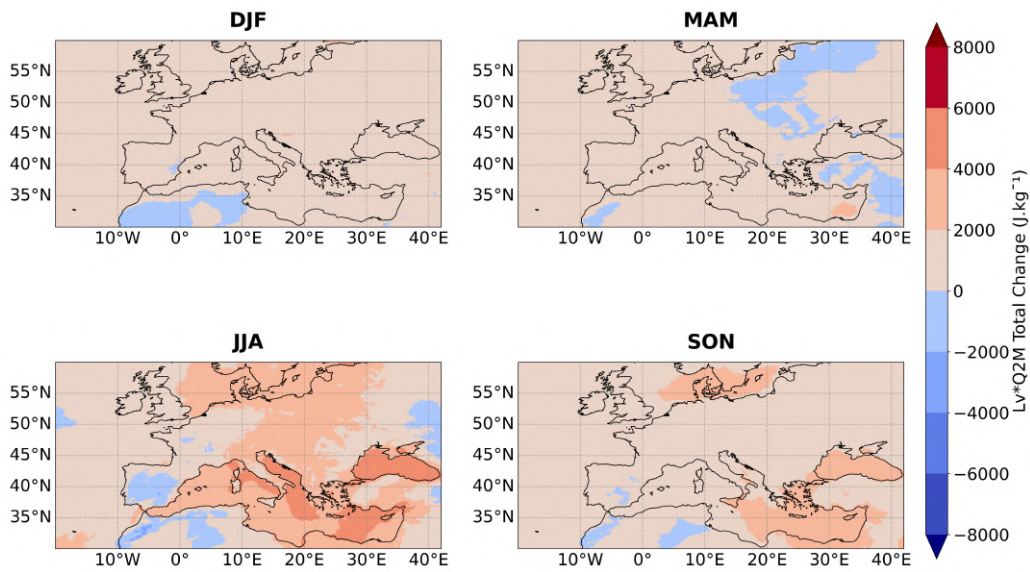 DJF
MAM
55°N
50°N
45°N
40°N
35°N
10°W 0° 10°E 20°E 30°E 40°E
55°N
50°N
45°N
40°N
35°N
10°W 0° 10°E 20°E 30°E 40°E
JJA
SON
55°N
50°N
45°N
40°N
35°N
10°W 0° 10°E 20°E 30°E 40°E
55°N
50°N
45°N
40°N
35°N
10°W 0° 10°E 20°E 30°E 40°E
8000
6000
4000
2000
0
−2000
−4000
−6000
−8000
Lv*Q2M Total Change (J.kg⁻¹)